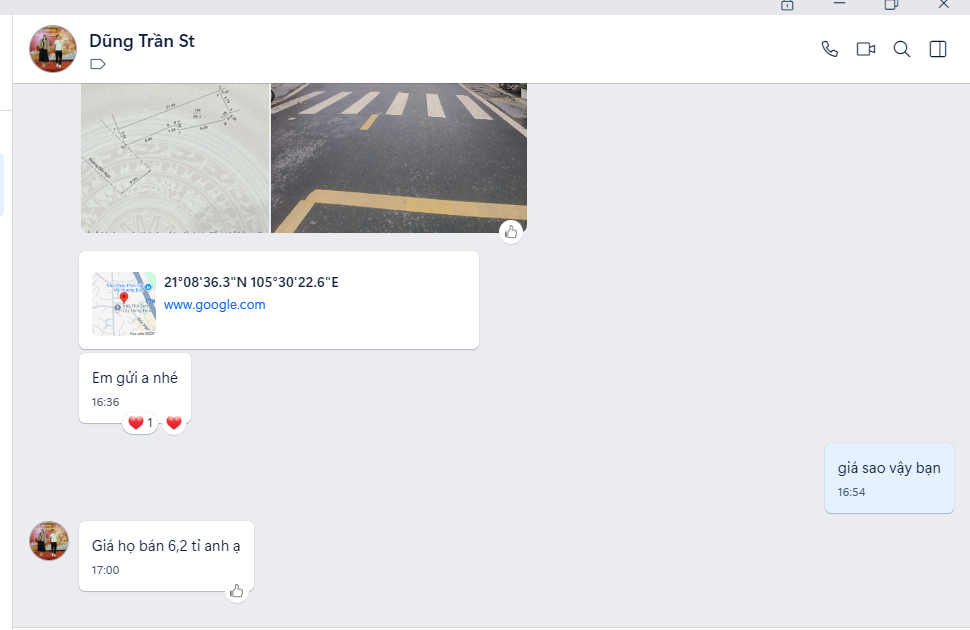 Dũng Trần St
21°08'36.3"N 105°30'22.6"E
www.google.com
Em gửi a nhé
16:36
1
giá sao vậy bạn
16:54
Giá họ bán 6,2 tỉ anh ạ
17:00